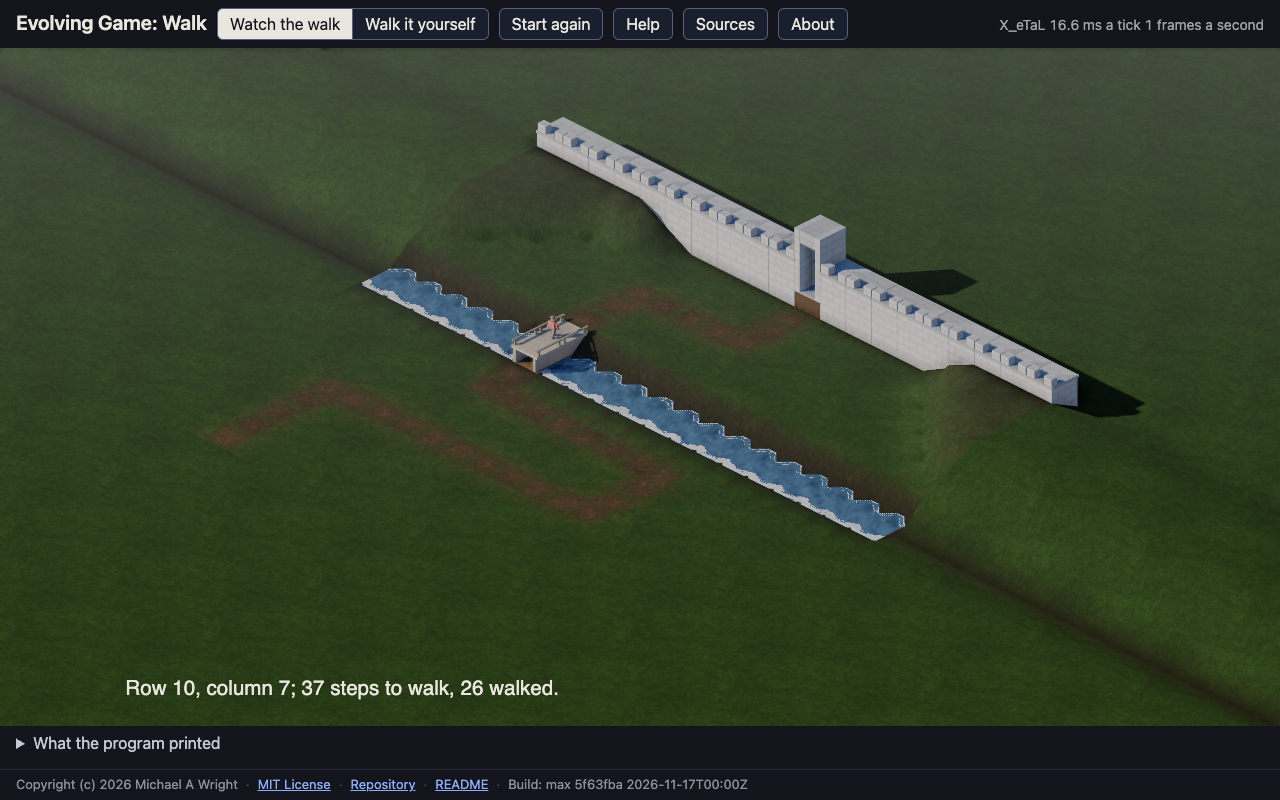 Evolving Game: Walk
Watch the walk
Walk it yourself
Start again
Help
Sources
About
X_eTaL 16.6 ms a tick 1 frames a second
Row 10, column 7; 37 steps to walk, 26 walked.
▶ What the program printed
Copyright (c) 2026 Michael A Wright · MIT License · Repository · README · Build: max 5f63fba 2026-11-17T00:00Z